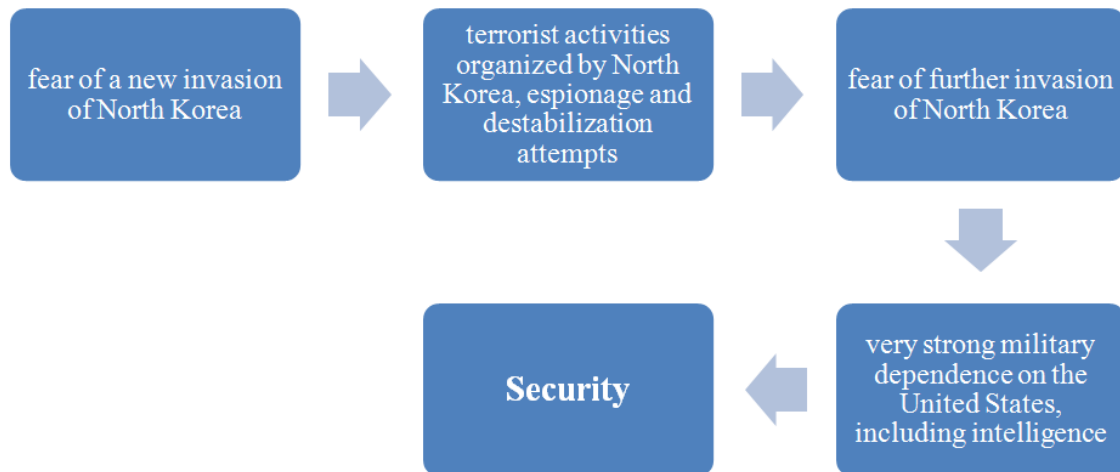 fear of a new invasion
of North Korea
terrorist activities
organized by North
Korea, espionage and
destabilization
attempts
fear of further invasion
of North Korea
very strong military
dependence on the
United States,
including intelligence
Security